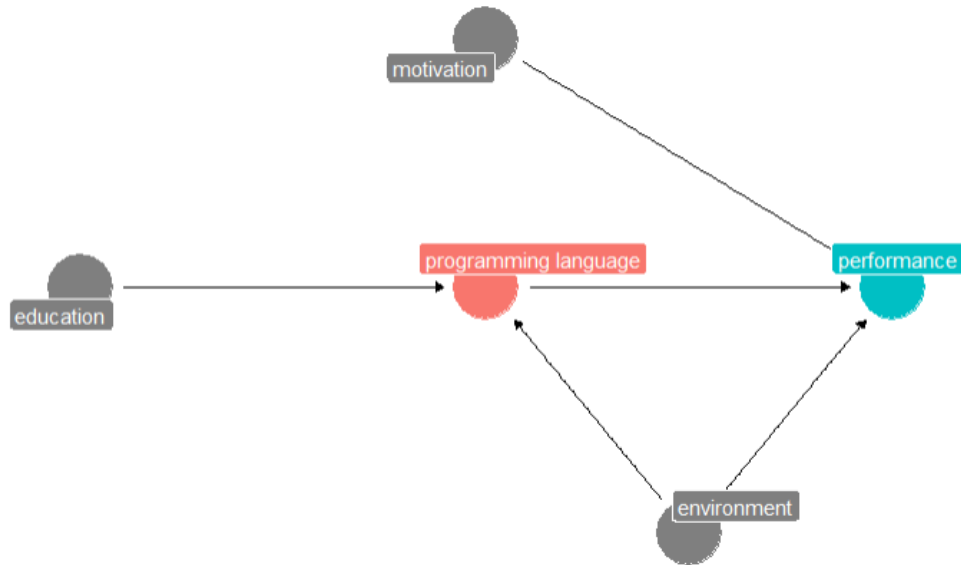 motivation
programming language
performance
education
environment